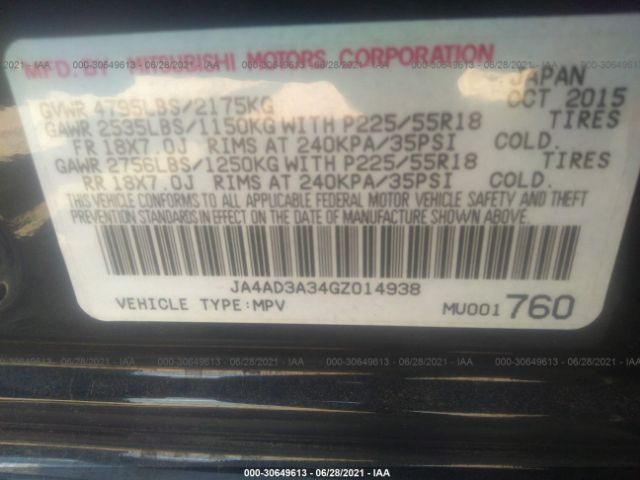 MFD. BY MITSUBISHI MOTORS CORPORATION
JAPAN
GVWR 4795LBS/2175KG OCT 2015
GAWR 2535LBS/1150KG WITH P225/55R18 TIRES
FR 18X7.0J RIMS AT 240KPA/35PSI COLD.
GAWR 2756LBS/1250KG WITH P225/55R18 TIRES
RR 18X7.0J RIMS AT 240KPA/35PSI COLD.
THIS VEHICLE CONFORMS TO ALL APPLICABLE FEDERAL MOTOR VEHICLE SAFETY AND THEFT
PREVENTION STANDARDS IN EFFECT ON THE DATE OF MANUFACTURE SHOWN ABOVE.
JA4AD3A34GZ014938
VEHICLE TYPE:MPV MU001760
000-30649613 - 06/28/2021 - IAA